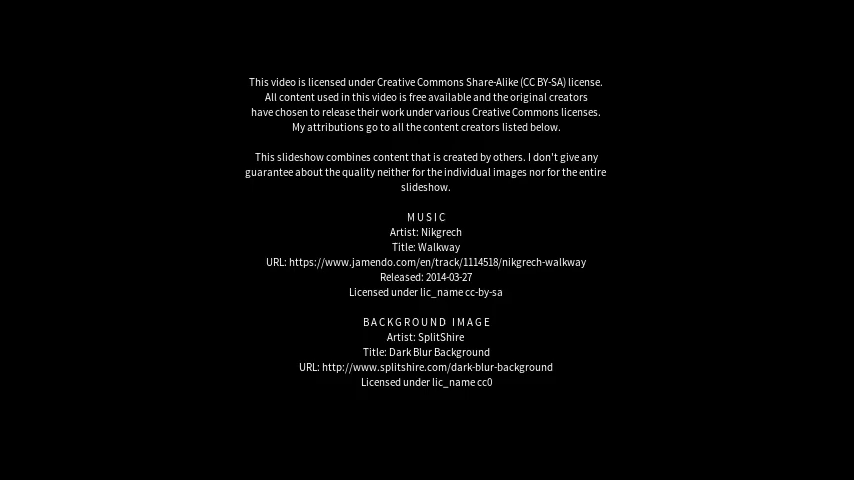 This video is licensed under Creative Commons Share-Alike (CC BY-SA) license.
All content used in this video is free available and the original creators
have chosen to release their work under various Creative Commons licenses.
My attributions go to all the content creators listed below.
This slideshow combines content that is created by others. I don't give any
guarantee about the quality neither for the individual images nor for the entire
slideshow.
MUSIC
Artist: Nikgrech
Title: Walkway
URL: https://www.jamendo.com/en/track/1114518/nikgrech-walkway
Released: 2014-03-27
Licensed under lic_name cc-by-sa
BACKGROUND IMAGE
Artist: SplitShire
Title: Dark Blur Background
URL: http://www.splitshire.com/dark-blur-background
Licensed under lic_name cc0